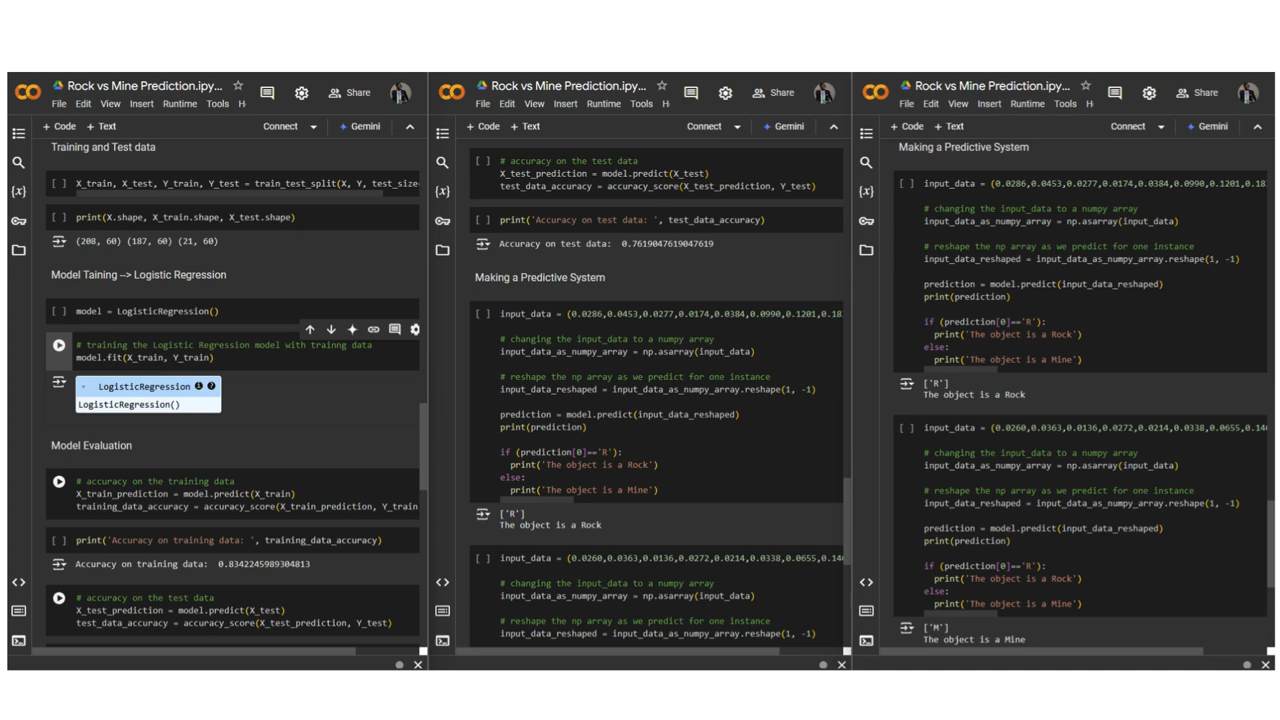 Rock vs Mine Prediction.ipy...
Share
File Edit View Insert Runtime Tools H
+ Code + Text
Connect
Gemini
Training and Test data
[ ] X_train, X_test, Y_train, Y_test = train_test_split(X, Y, test_size
[ ] print(X.shape, X_train.shape, X_test.shape)
(208, 60) (187, 60) (21, 60)
Model Taining --> Logistic Regression
[ ] model = LogisticRegression()
# training the Logistic Regression model with trainng data
model.fit(X_train, Y_train)
LogisticRegression
LogisticRegression()
Model Evaluation
# accuracy on the training data
X_train_prediction = model.predict(X_train)
training_data_accuracy = accuracy_score(X_train_prediction, Y_train
[ ] print('Accuracy on training data: ', training_data_accuracy)
Accuracy on training data: 0.8342245989304813
# accuracy on the test data
X_test_prediction = model.predict(X_test)
test_data_accuracy = accuracy_score(X_test_prediction, Y_test)
Rock vs Mine Prediction.ipy...
Share
File Edit View Insert Runtime Tools H
+ Code + Text
Connect
Gemini
[ ] # accuracy on the test data
X_test_prediction = model.predict(X_test)
test_data_accuracy = accuracy_score(X_test_prediction, Y_test)
[ ] print('Accuracy on test data: ', test_data_accuracy)
Accuracy on test data: 0.7619047619047619
Making a Predictive System
[ ] input_data = (0.0286,0.0453,0.0277,0.0174,0.0384,0.0990,0.1201,0.18
# changing the input_data to a numpy array
input_data_as_numpy_array = np.asarray(input_data)
# reshape the np array as we predict for one instance
input_data_reshaped = input_data_as_numpy_array.reshape(1, -1)
prediction = model.predict(input_data_reshaped)
print(prediction)
if (prediction[0]=='R'):
print('The object is a Rock')
else:
print('The object is a Mine')
['R']
The object is a Rock
[ ] input_data = (0.0260,0.0363,0.0136,0.0272,0.0214,0.0338,0.0655,0.14
# changing the input_data to a numpy array
input_data_as_numpy_array = np.asarray(input_data)
# reshape the np array as we predict for one instance
input_data_reshaped = input_data_as_numpy_array.reshape(1, -1)
Rock vs Mine Prediction.ipy...
Share
File Edit View Insert Runtime Tools H
+ Code + Text
Connect
Gemini
Making a Predictive System
[ ] input_data = (0.0286,0.0453,0.0277,0.0174,0.0384,0.0990,0.1201,0.18
# changing the input_data to a numpy array
input_data_as_numpy_array = np.asarray(input_data)
# reshape the np array as we predict for one instance
input_data_reshaped = input_data_as_numpy_array.reshape(1, -1)
prediction = model.predict(input_data_reshaped)
print(prediction)
if (prediction[0]=='R'):
print('The object is a Rock')
else:
print('The object is a Mine')
['R']
The object is a Rock
[ ] input_data = (0.0260,0.0363,0.0136,0.0272,0.0214,0.0338,0.0655,0.14
# changing the input_data to a numpy array
input_data_as_numpy_array = np.asarray(input_data)
# reshape the np array as we predict for one instance
input_data_reshaped = input_data_as_numpy_array.reshape(1, -1)
prediction = model.predict(input_data_reshaped)
print(prediction)
if (prediction[0]=='R'):
print('The object is a Rock')
else:
print('The object is a Mine')
['M']
The object is a Mine